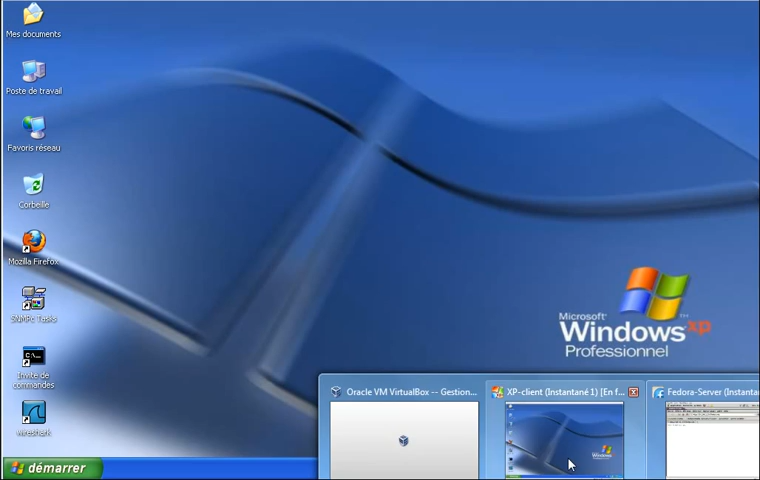 Mes documents
Poste de travail
Favoris réseau
Corbeille
Mozilla Firefox
SNMPc Tasks
C:\.
Invite de
commandes
wireshark
Microsoft
Windows xp
Professionnel
Oracle VM VirtualBox -- Gestion...
XP-client (Instantané 1) [En f...
Fedora-Server (Instantan
démarrer